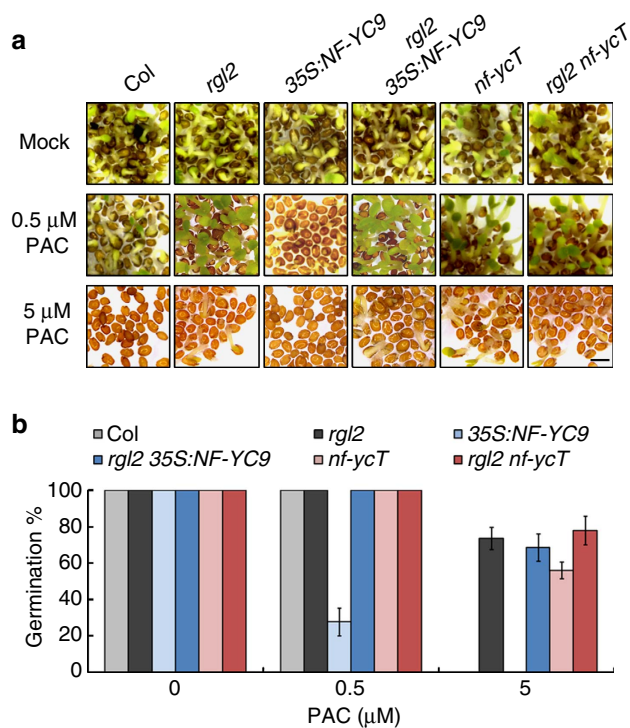 a
Col
rgl2
35S:NF-YC9
rgl2
35S:NF-YC9
nf-ycT
rgl2 nf-ycT
Mock
0.5 μM
PAC
5 μM
PAC
b
Col
rgl2
35S:NF-YC9
rgl2 35S:NF-YC9
nf-ycT
rgl2 nf-ycT
Germination %
100
80
60
40
20
0
0
0.5
5
PAC (μM)